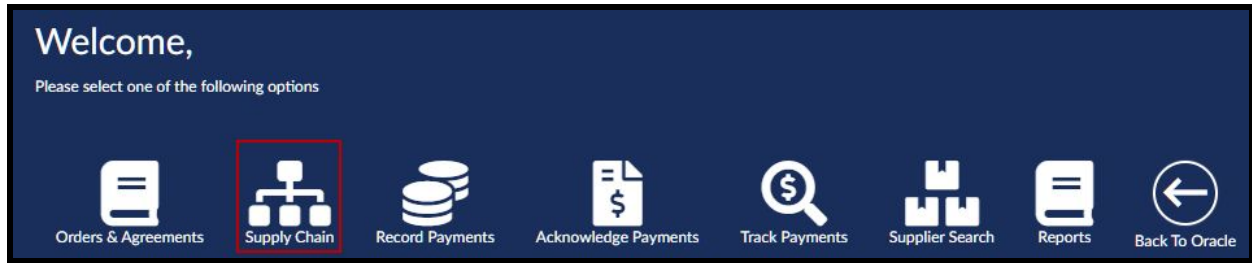 Welcome,
Please select one of the following options
Orders & Agreements Supply Chain Record Payments Acknowledge Payments Track Payments Supplier Search Reports Back To Oracle